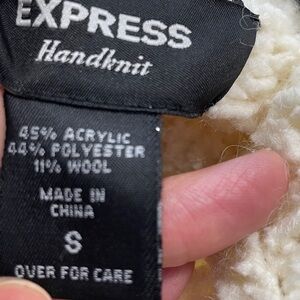 EXPRESS
Handknit
45% ACRYLIC
44% POLYESTER
11% WOOL
MADE IN
CHINA
S
OVER FOR CARE